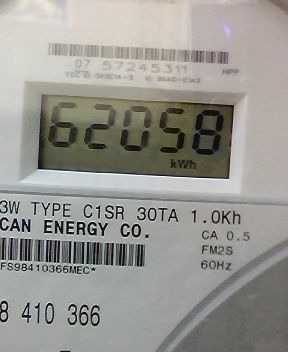 07 57245311 HPP
62058
kWh
3W TYPE C1SR 30TA 1.0Kh
CAN ENERGY CO.
CA 0.5
FM2S
60Hz
FS98410366MEC*
8 410 366